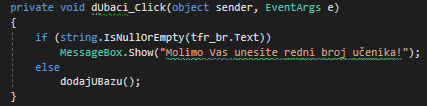 private void dUbaci_Click(object sender, EventArgs e)
{
if (string.IsNullOrEmpty(tfr_br.Text))
MessageBox.Show("Molimo Vas unesite redni broj učenika!");
else
dodajUBazu();
}